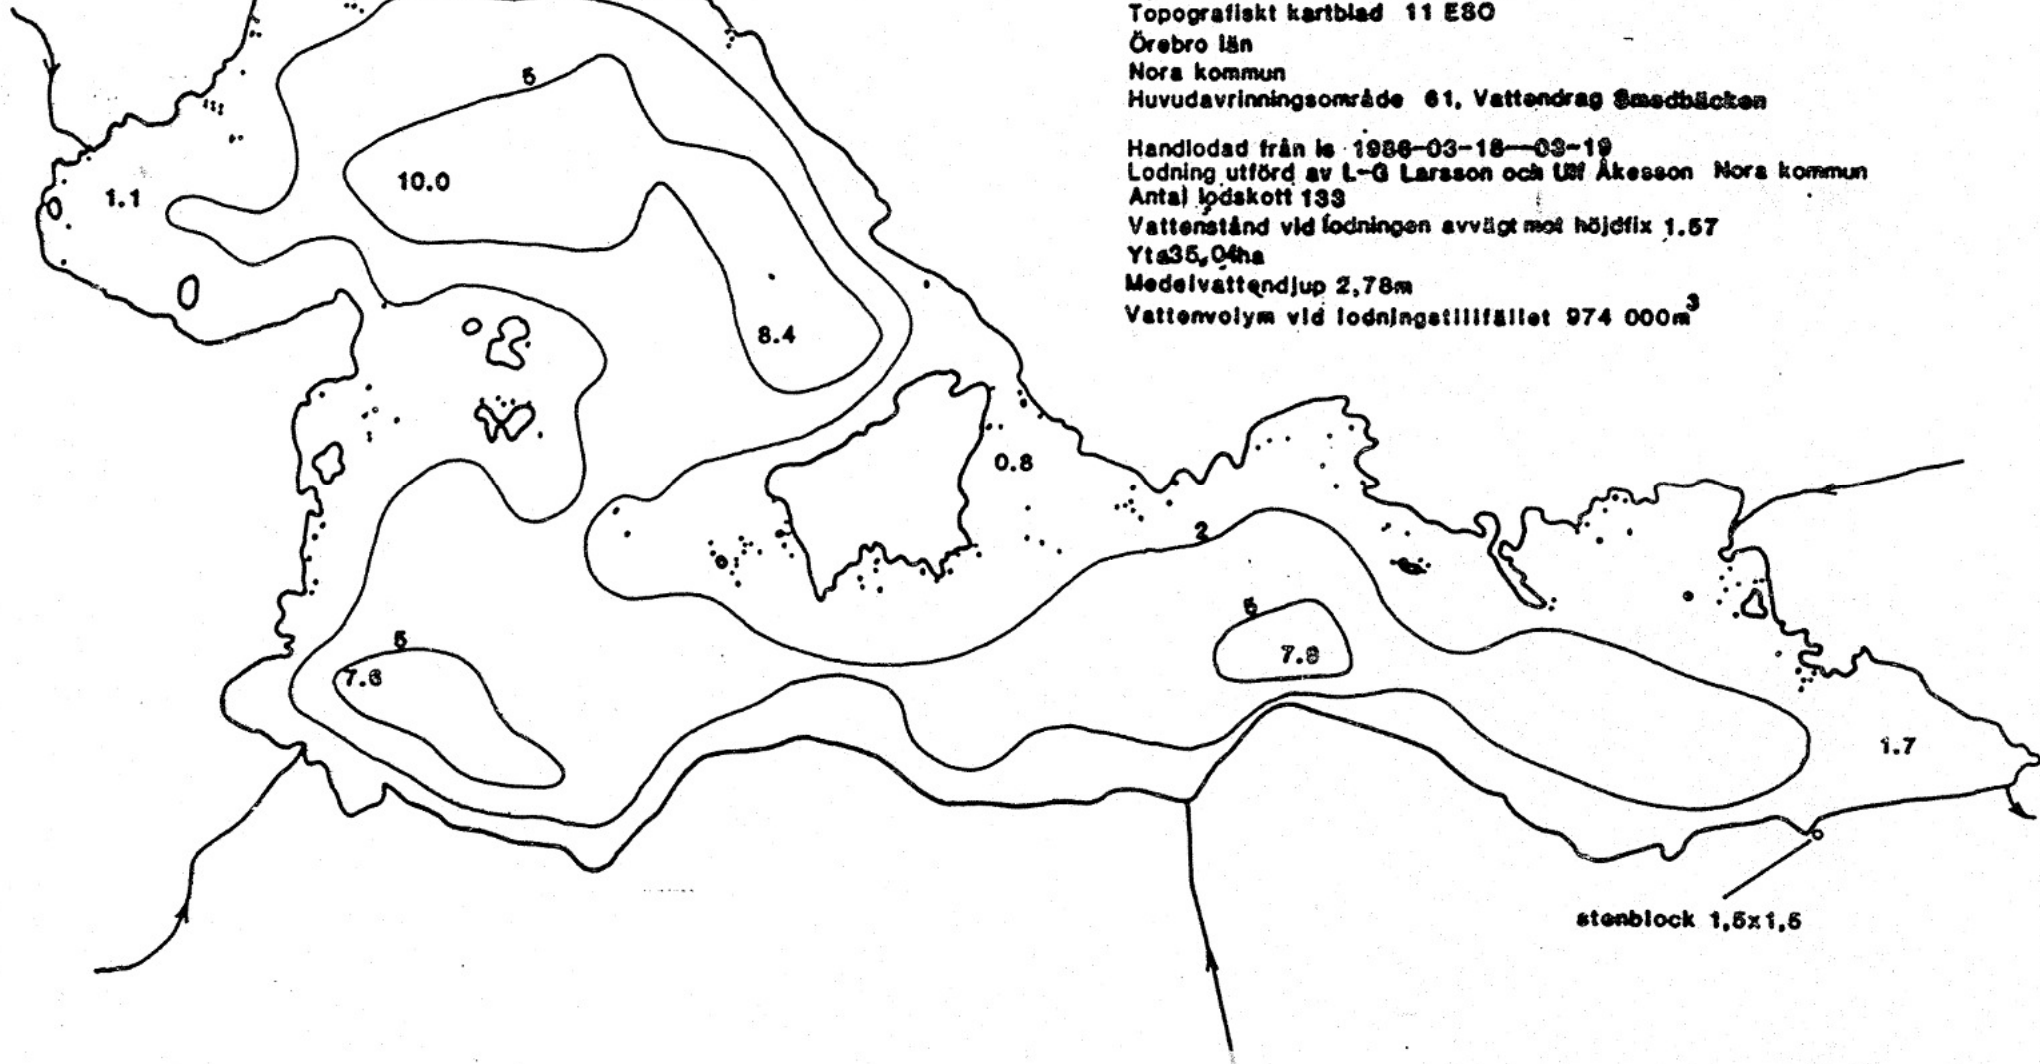 Topografiskt kartblad 11 ESO
Örebro län
Nora kommun
Huvudavrinningsområde 61, Vattendrag Smedbäcken
Handlodad från is 1986-03-18—03-19
Lodning utförd av L-G Larsson och Ulf Åkesson Nora kommun
Antal lodskott 133
Vattenstånd vid lodningen avvägt mot höjdfix 1.57
Yta35,04ha
Medelvattendjup 2,78m
Vattenvolym vid lodningstillfället 974 000m³
5
10.0
1.1
8.4
0.8
2
5
7.8
5
7.6
1.7
stenblock 1,5x1,5